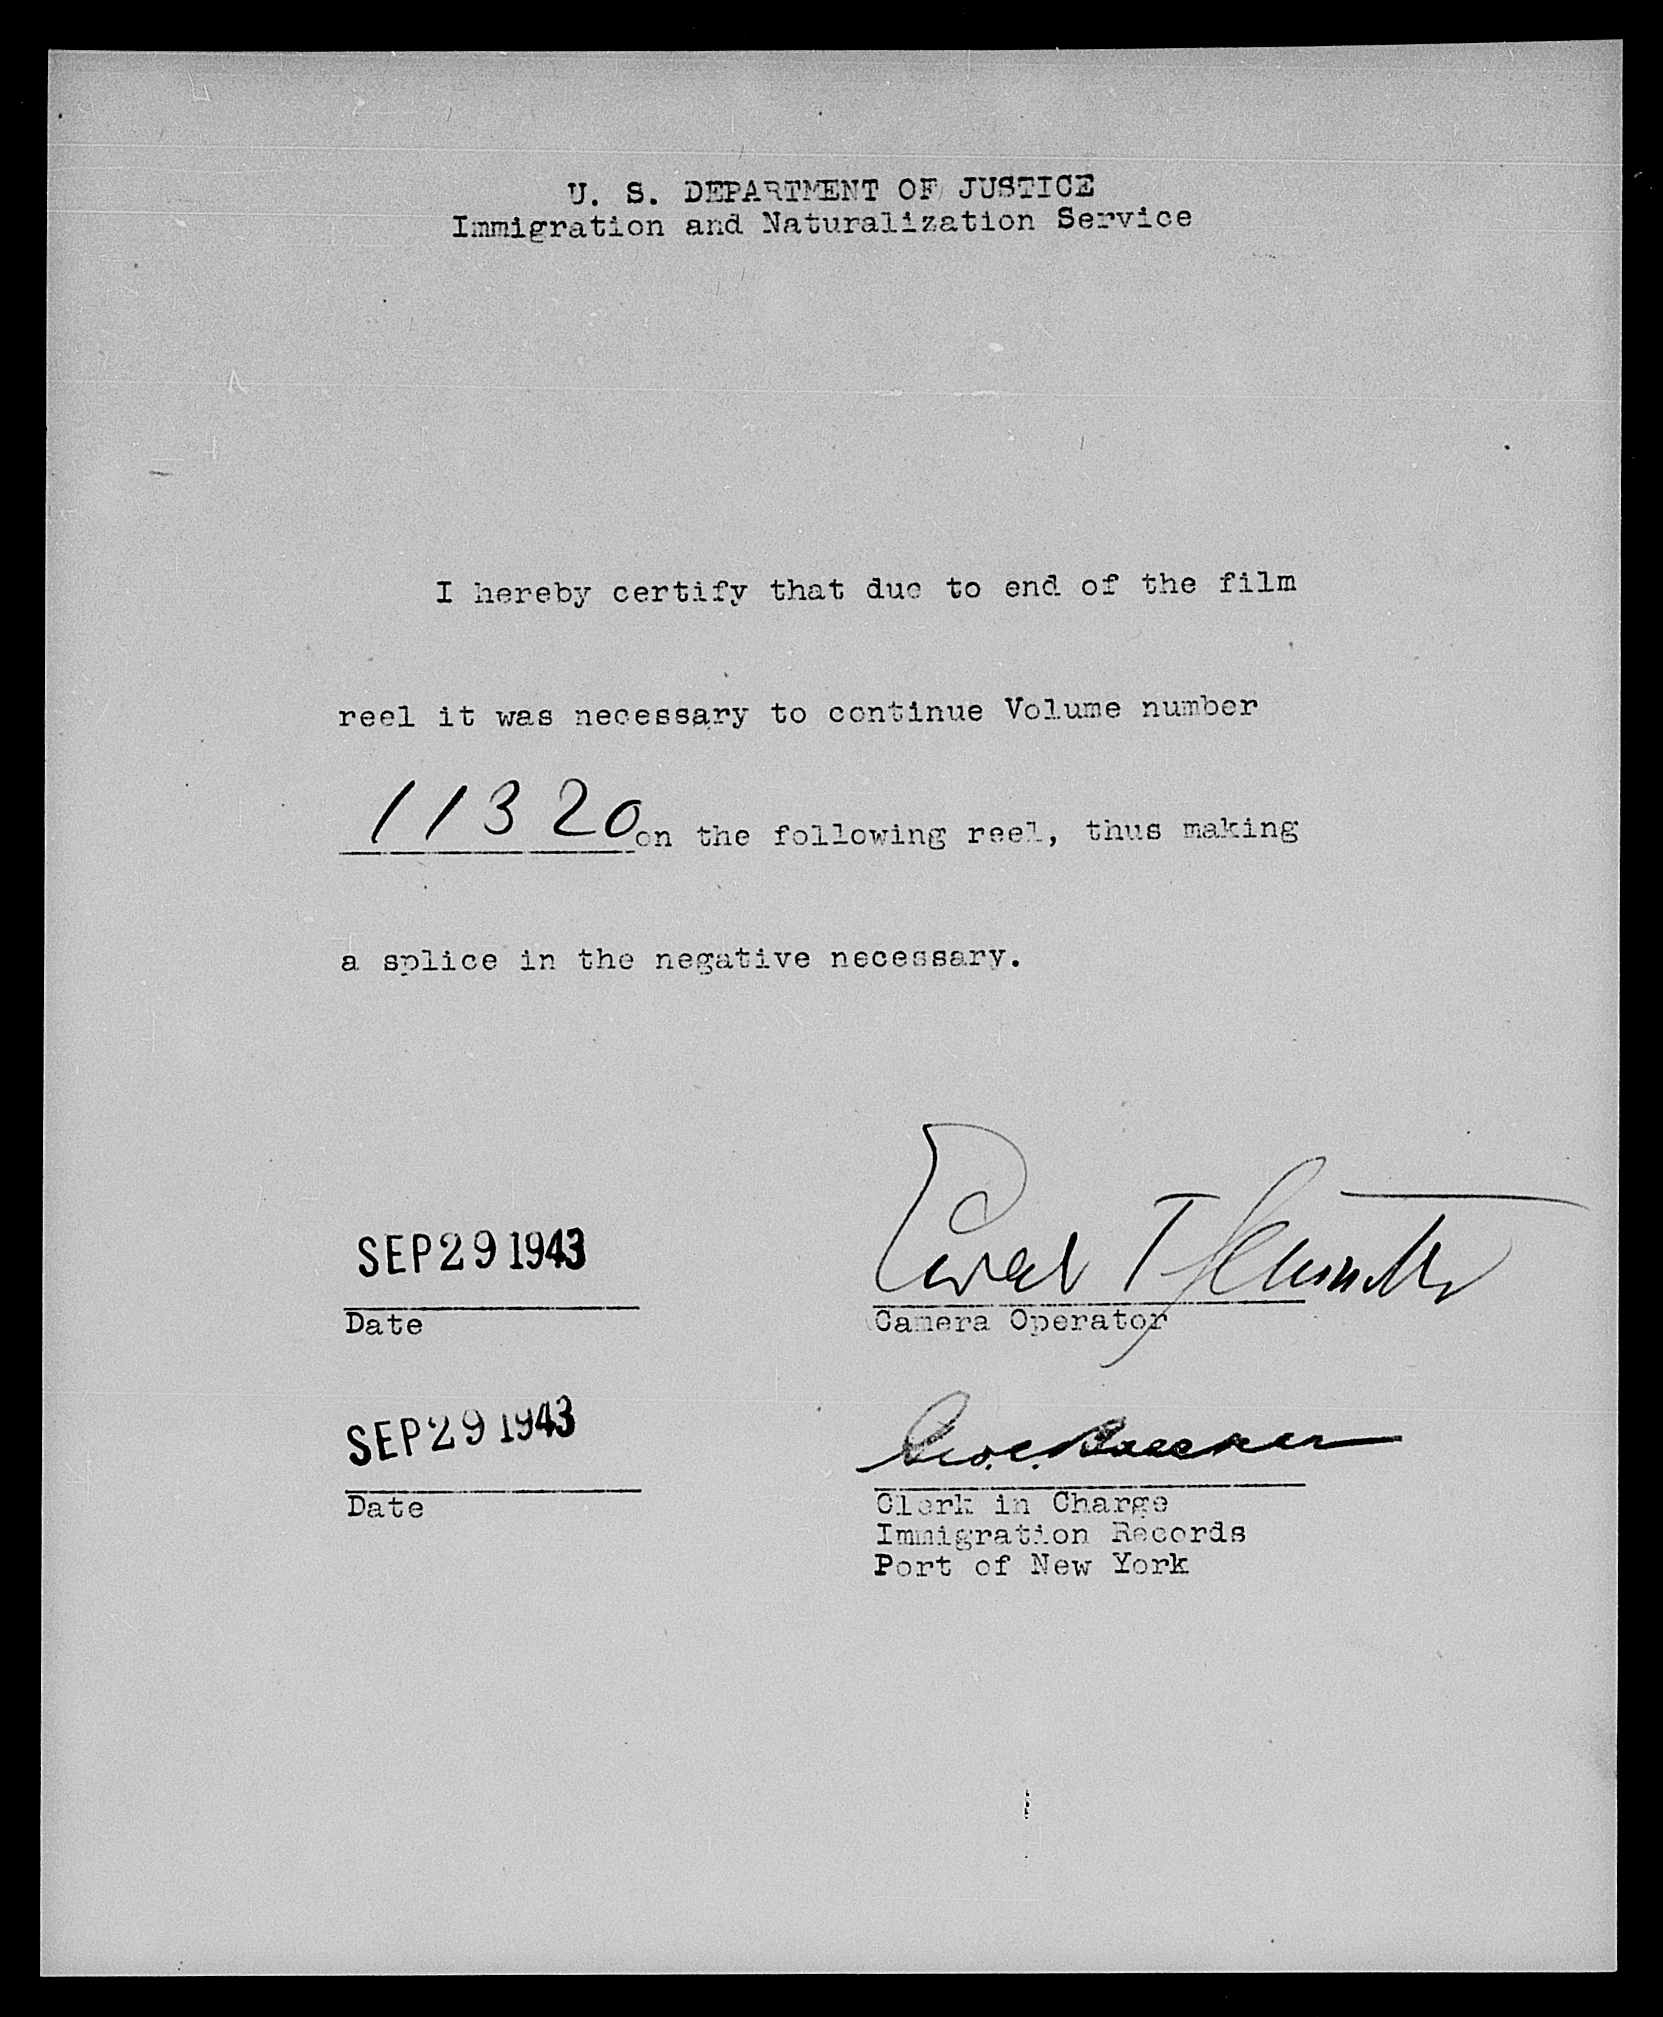 U. S. DEPARTMENT OF JUSTICE
Immigration and Naturalization Service
I hereby certify that due to end of the film
reel it was necessary to continue Volume number
11320 on the following reel, thus making
a splice in the negative necessary.
SEP 29 1943
Date
Camera Operator
SEP 29 1943
Geo. C.
Date
Clerk in Charge
Immigration Records
Port of New York